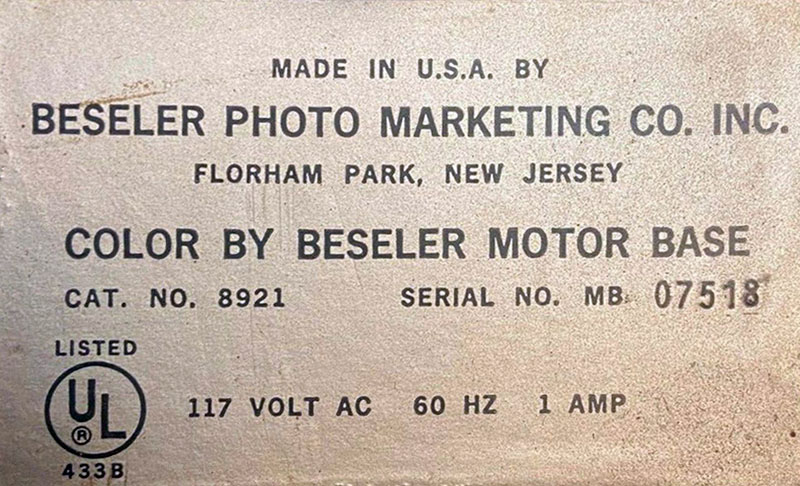 MADE IN U.S.A. BY
BESELER PHOTO MARKETING CO. INC.
FLORHAM PARK, NEW JERSEY
COLOR BY BESELER MOTOR BASE
CAT. NO. 8921 SERIAL NO. MB 07518
LISTED
UL ®
433B
117 VOLT AC 60 HZ 1 AMP